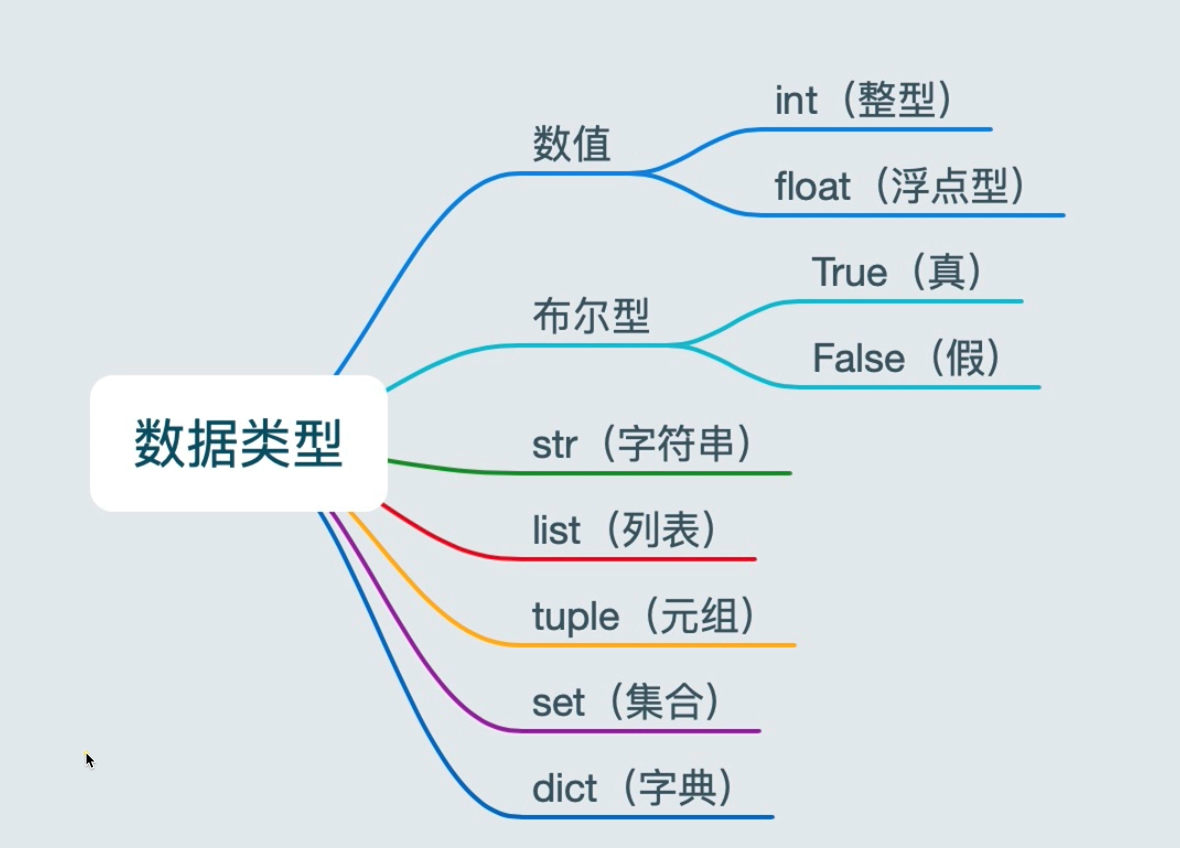 数据类型
数值
int（整型）
float（浮点型）
布尔型
True（真）
False（假）
str（字符串）
list（列表）
tuple（元组）
set（集合）
dict（字典）